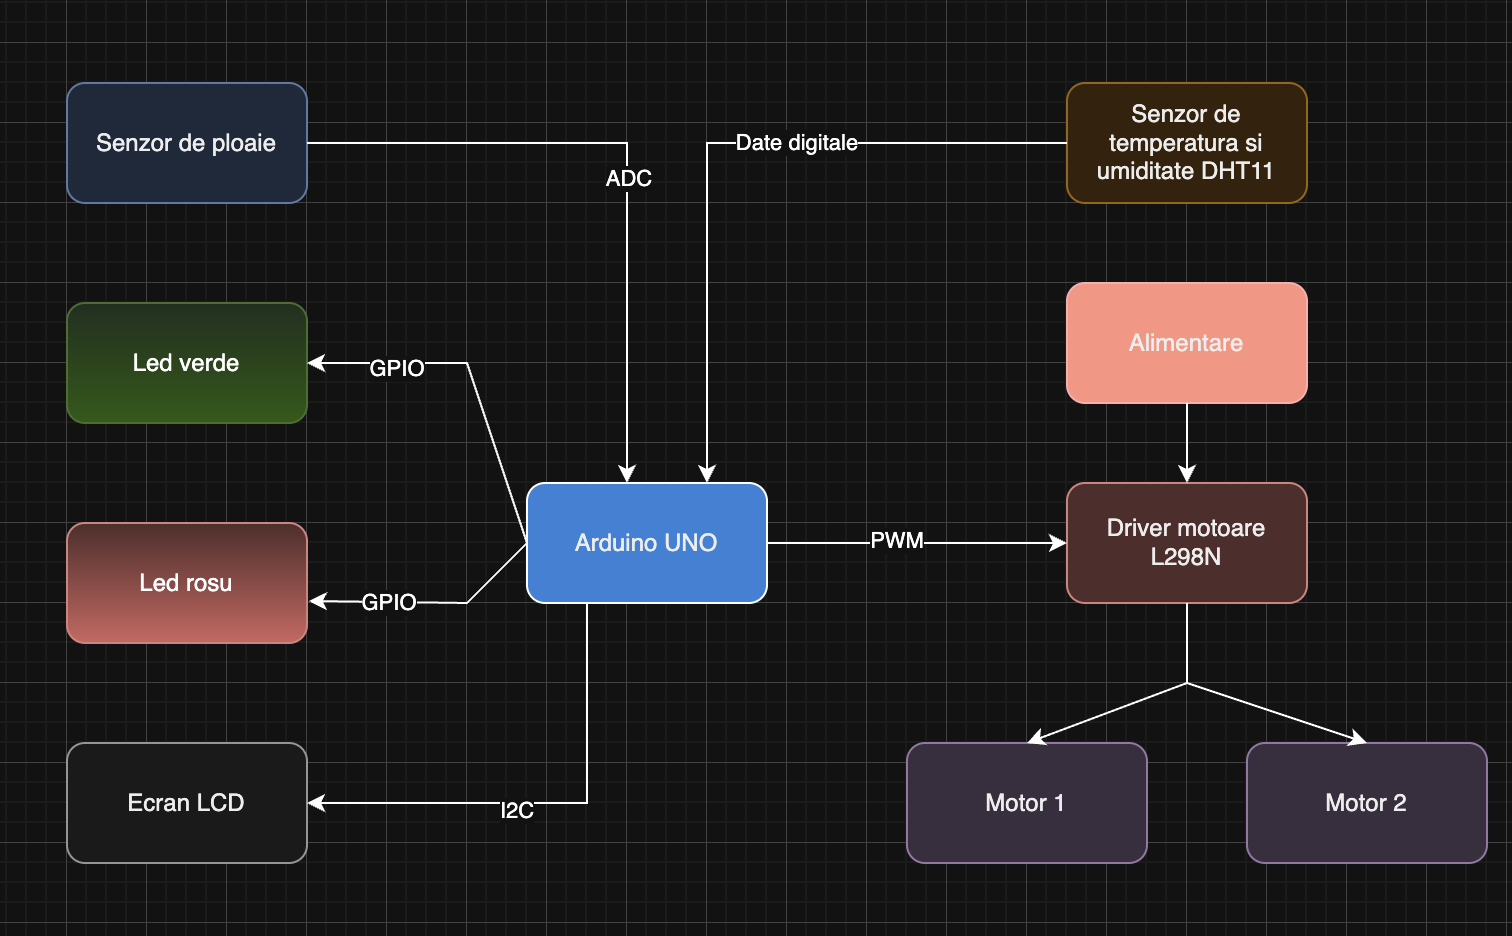 Senzor de ploaie
ADC
Date digitale
Senzor de
temperatura si
umiditate DHT11
Led verde
GPIO
Alimentare
Led rosu
GPIO
Arduino UNO
PWM
Driver motoare
L298N
Ecran LCD
I2C
Motor 1
Motor 2